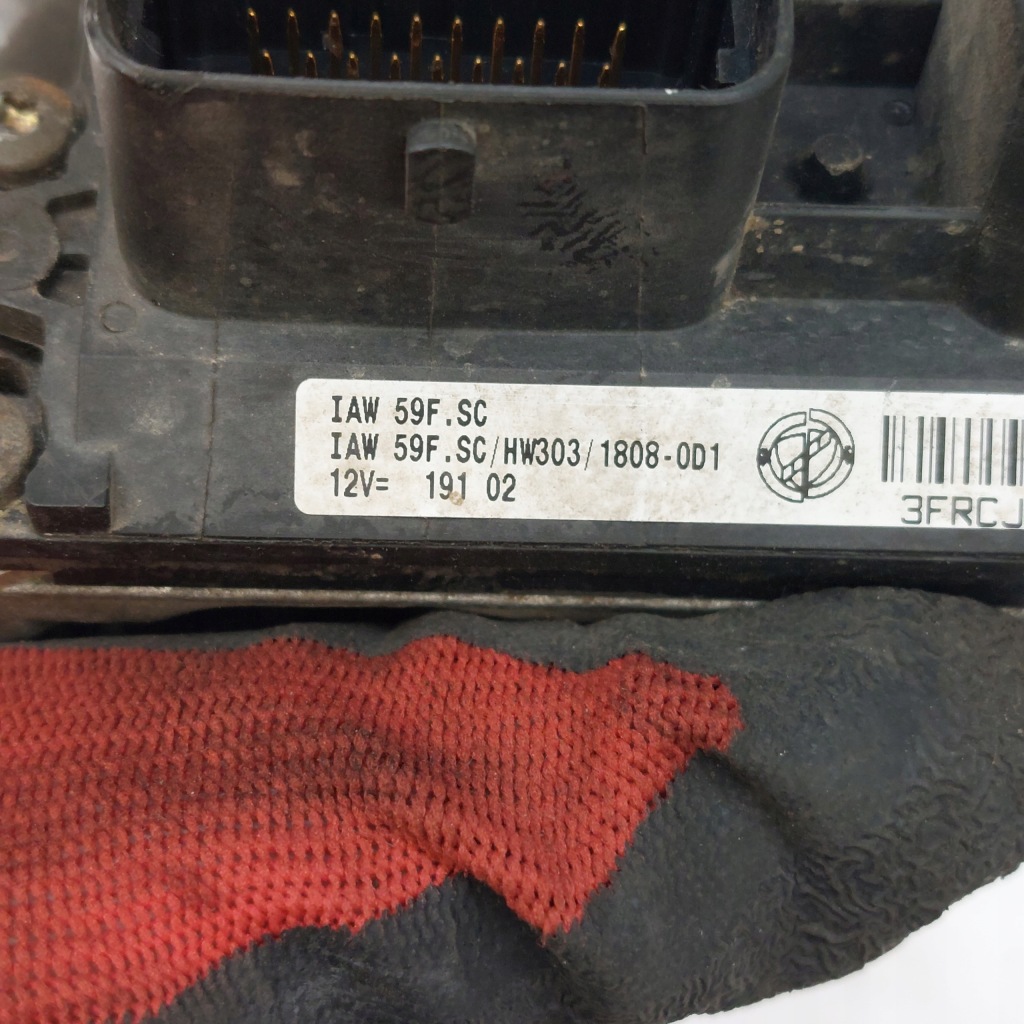 IAW 59F.SC
IAW 59F.SC/HW303/1808-0D1
12V= 191 02
3FRCJ